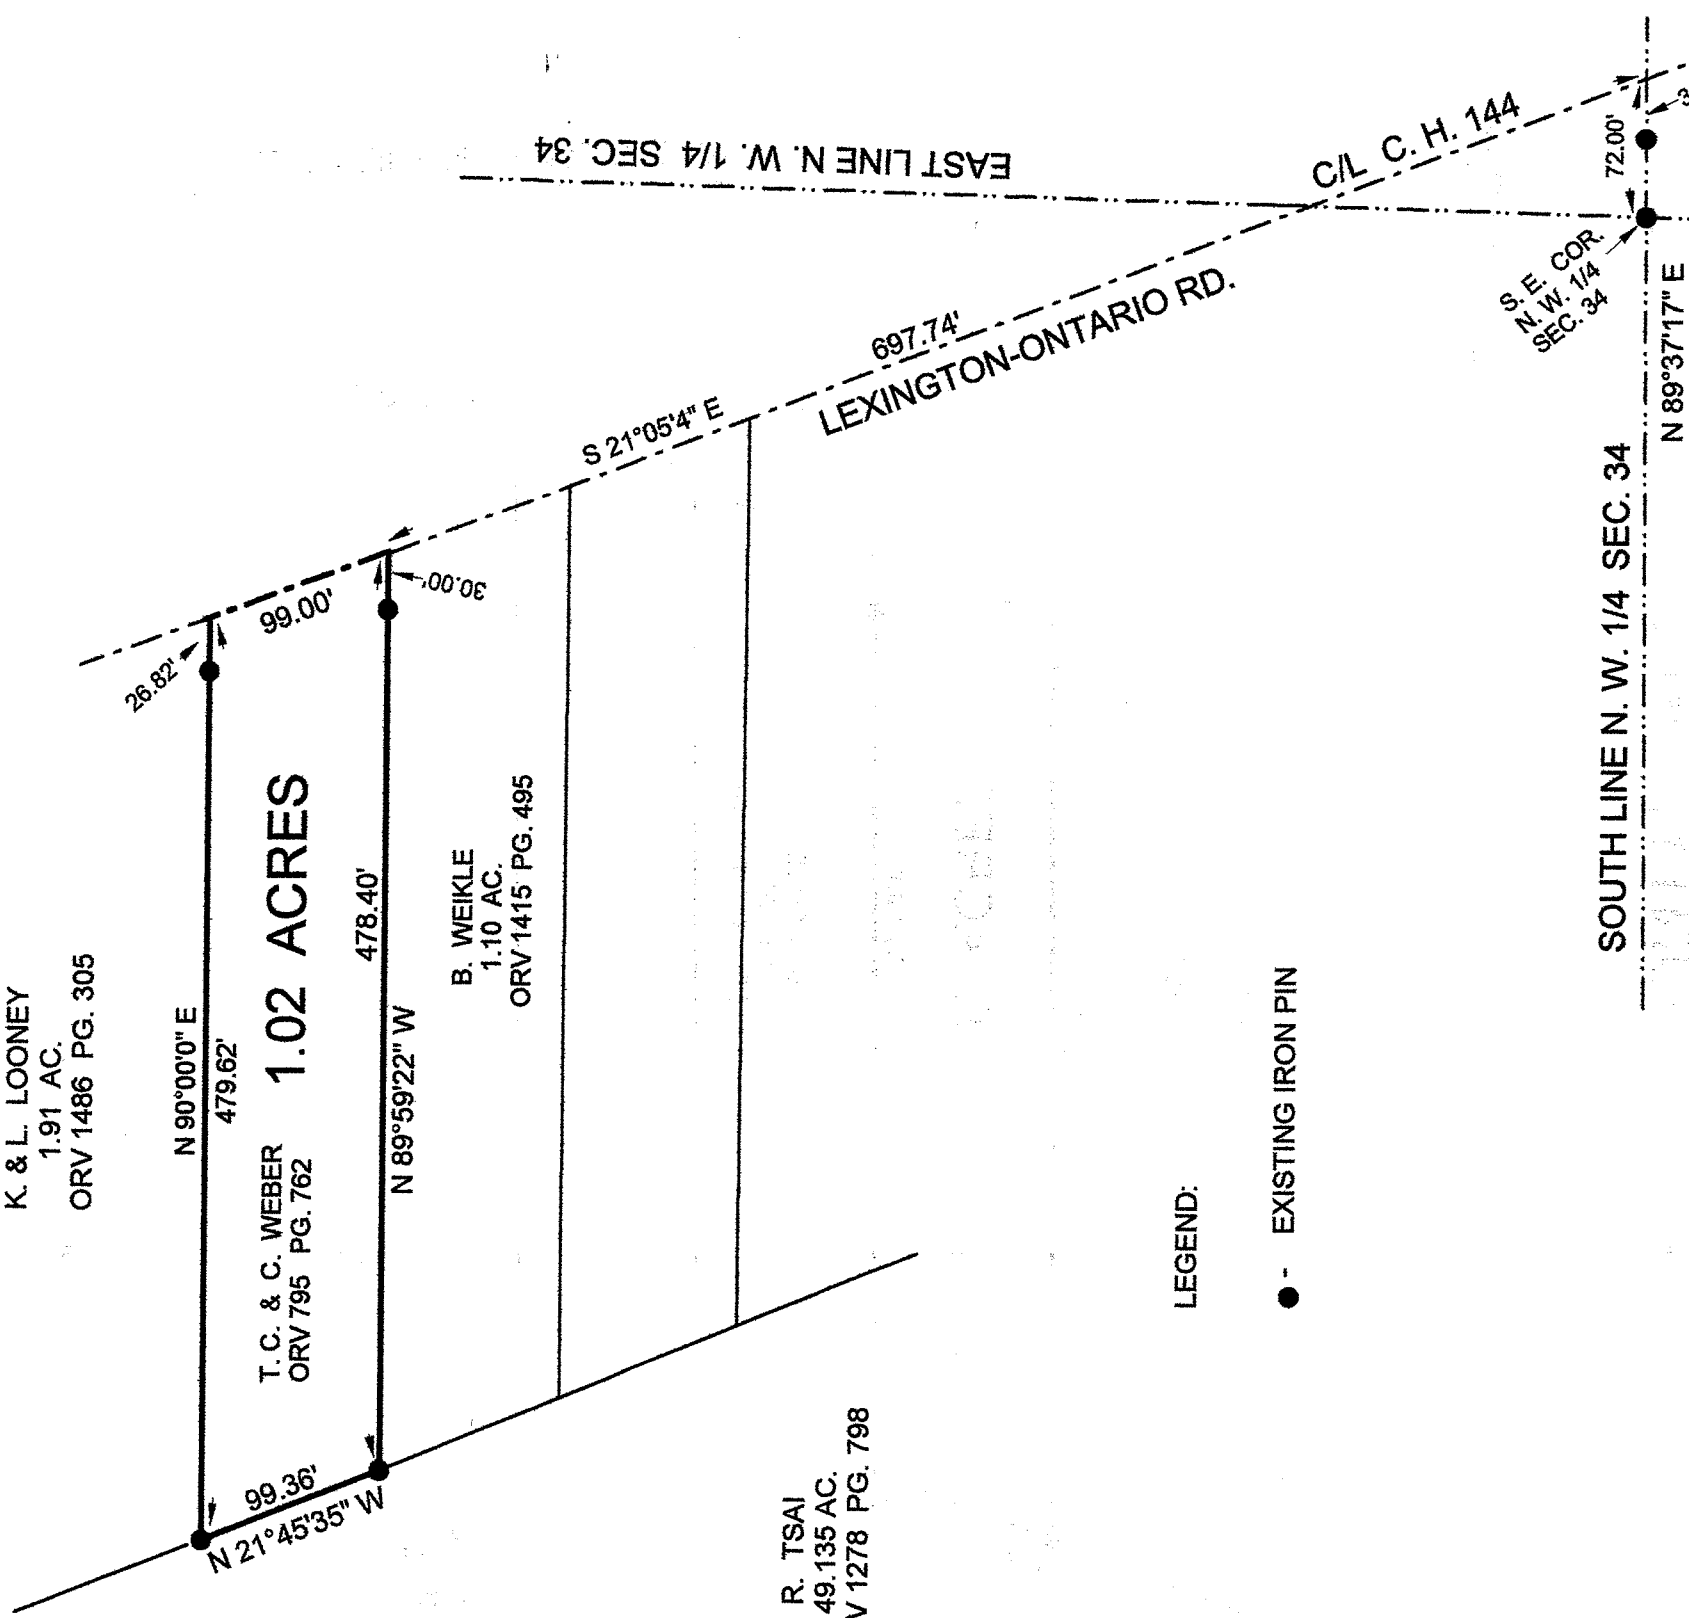 K. & L. LOONEY
1.91 AC.
ORV 1486 PG. 305
N 90°00'0" E
479.62'
26.82'
99.00'
T. C. & C. WEBER
ORV 795 PG. 762
1.02 ACRES
478.40'
N 89°59'22" W
30.00'
99.36'
N 21°45'35" W
B. WEIKLE
1.10 AC.
ORV 1415 PG. 495
S 21°05'4" E
697.74'
LEXINGTON-ONTARIO RD.
C/L C. H. 144
EAST LINE N. W. 1/4 SEC. 34
72.00'
S. E. COR.
N. W. 1/4
SEC. 34
N 89°37'17" E
SOUTH LINE N. W. 1/4 SEC. 34
R. TSAI
49.135 AC.
V 1278 PG. 798
LEGEND:
- EXISTING IRON PIN